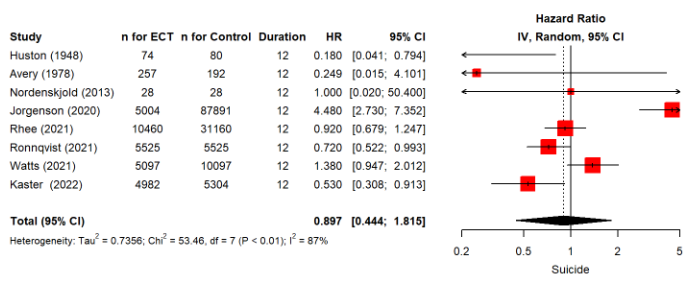 Hazard Ratio
Study n for ECT n for Control Duration HR 95% CI IV, Random, 95% CI
Huston (1948) 74 80 12 0.180 [0.041; 0.794]
Avery (1978) 257 192 12 0.249 [0.015; 4.101]
Nordenskjold (2013) 28 28 12 1.000 [0.020; 50.400]
Jorgenson (2020) 5004 87891 12 4.480 [2.730; 7.352]
Rhee (2021) 10460 31160 12 0.920 [0.679; 1.247]
Ronnqvist (2021) 5525 5525 12 0.720 [0.522; 0.993]
Watts (2021) 5097 10097 12 1.380 [0.947; 2.012]
Kaster (2022) 4982 5304 12 0.530 [0.308; 0.913]
Total (95% CI) 0.897 [0.444; 1.815]
Heterogeneity: Tau² = 0.7356; Chi² = 53.46, df = 7 (P < 0.01); I² = 87%
0.2 0.5 1 2 5
Suicide